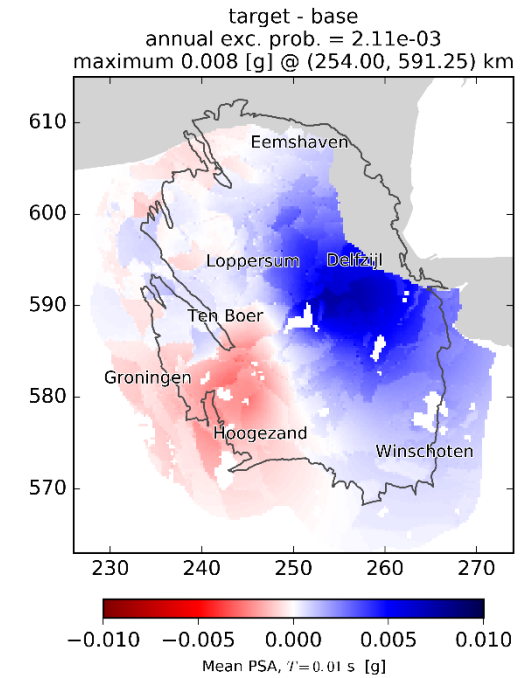 target - base
annual exc. prob. = 2.11e-03
maximum 0.008 [g] @ (254.00, 591.25) km
610
Eemshaven
600
Loppersum Delfzijl
590
Ten Boer
Groningen
580
Hoogezand
Winschoten
570
230 240 250 260 270
−0.010 −0.005 0.000 0.005 0.010
Mean PSA, T = 0.01 s [g]